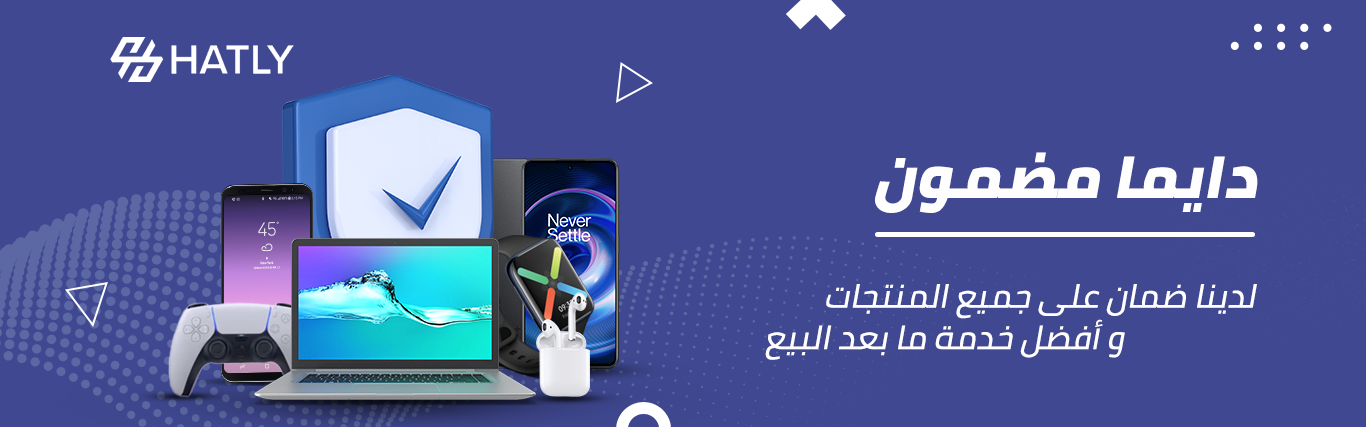 HATLY
دايما مضمون
لدينا ضمان على جميع المنتجات
و أفضل خدمة ما بعد البيع
45°
Never
Settle